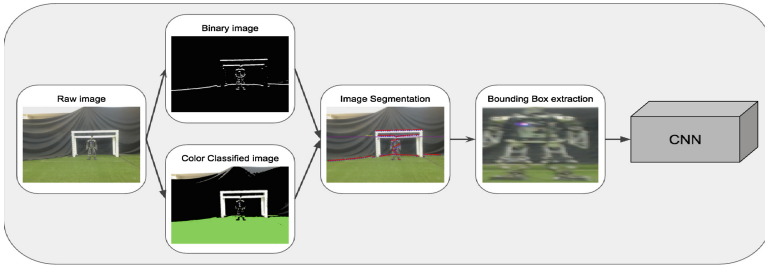 Binary image
Raw image
Image Segmentation
Bounding Box extraction
CNN
Color Classified image